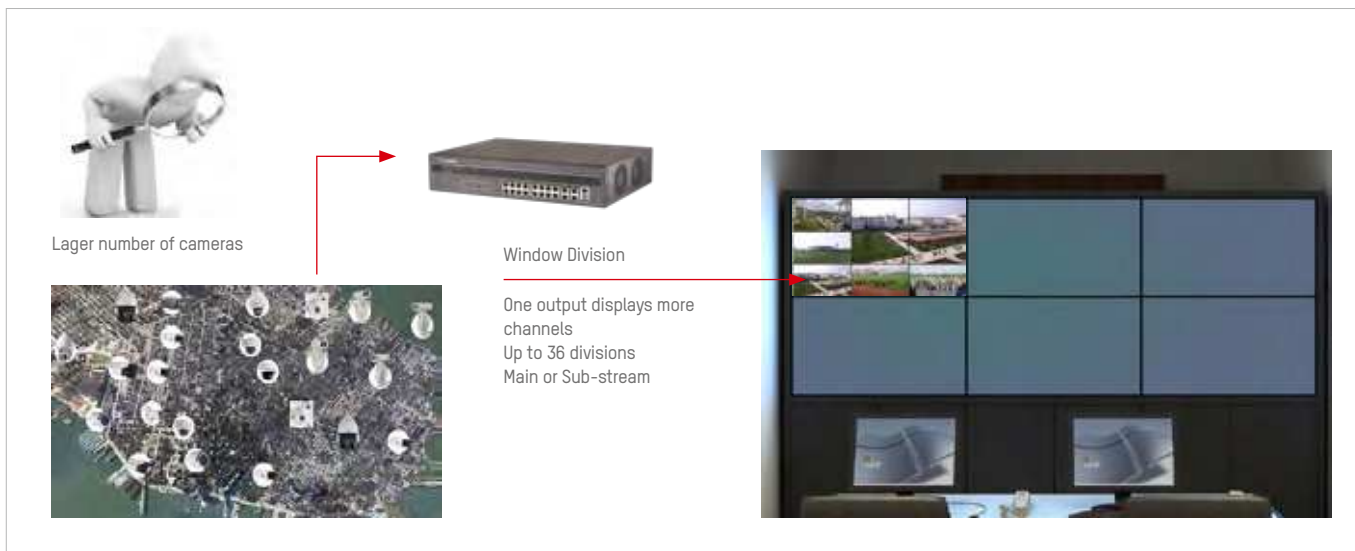 Lager number of cameras
Window Division
One output displays more
channels
Up to 36 divisions
Main or Sub-stream